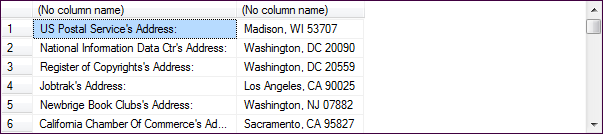 (No column name) (No column name)
1 US Postal Service's Address: Madison, WI 53707
2 National Information Data Ctr's Address: Washington, DC 20090
3 Register of Copyrights's Address: Washington, DC 20559
4 Jobtrak's Address: Los Angeles, CA 90025
5 Newbrige Book Clubs's Address: Washington, NJ 07882
6 California Chamber Of Commerce's Ad... Sacramento, CA 95827